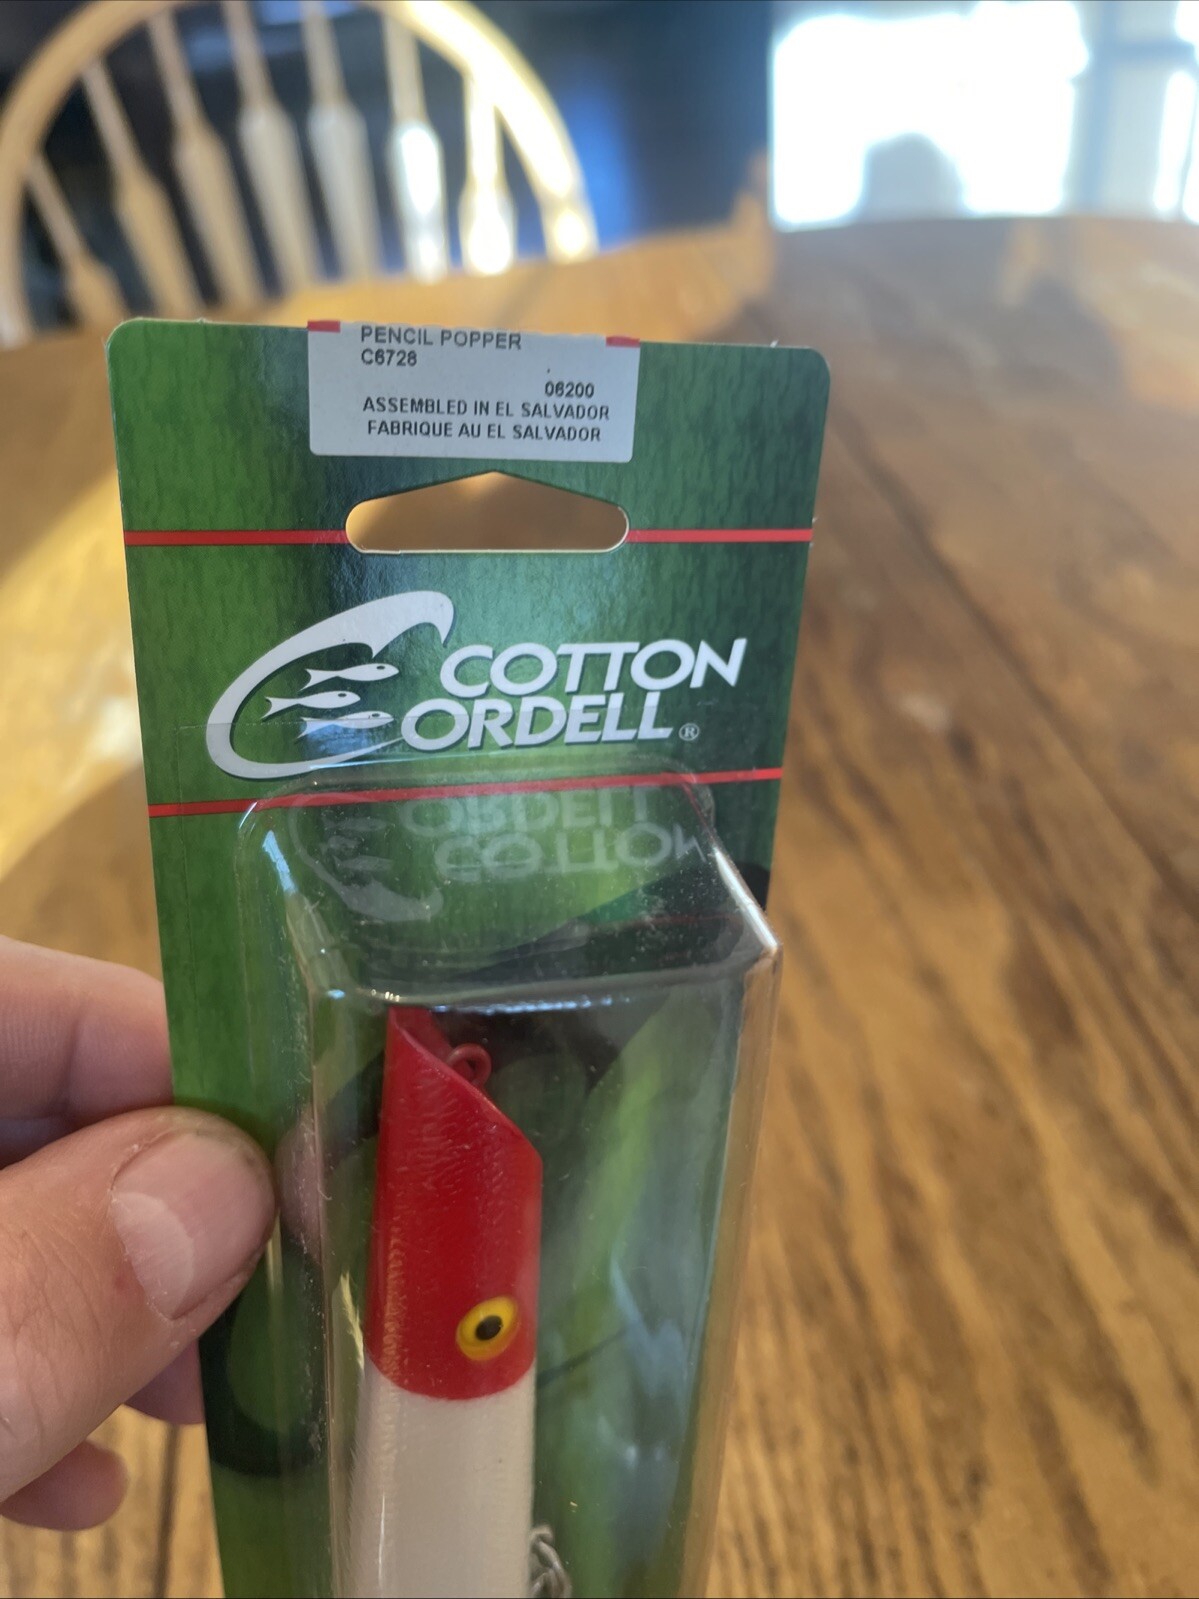 PENCIL POPPER
C6728
06200
ASSEMBLED IN EL SALVADOR
FABRIQUE AU EL SALVADOR
COTTON
CORDELL®